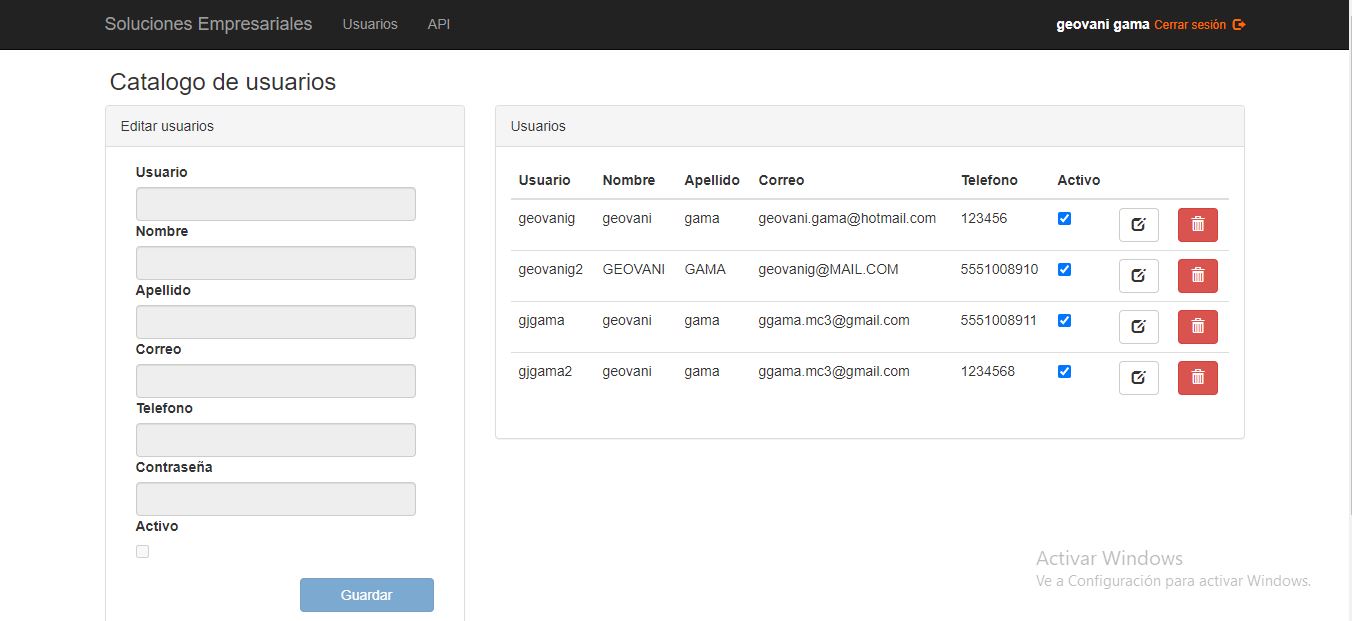 Soluciones Empresariales Usuarios API geovani gama Cerrar sesión
Catalogo de usuarios
Editar usuarios
Usuario
Nombre
Apellido
Correo
Telefono
Contraseña
Activo
Guardar
Usuarios
Usuario Nombre Apellido Correo Telefono Activo
geovanig geovani gama geovani.gama@hotmail.com 123456
geovanig2 GEOVANI GAMA geovanig@MAIL.COM 5551008910
gjgama geovani gama ggama.mc3@gmail.com 5551008911
gjgama2 geovani gama ggama.mc3@gmail.com 1234568
Activar Windows
Ve a Configuración para activar Windows.